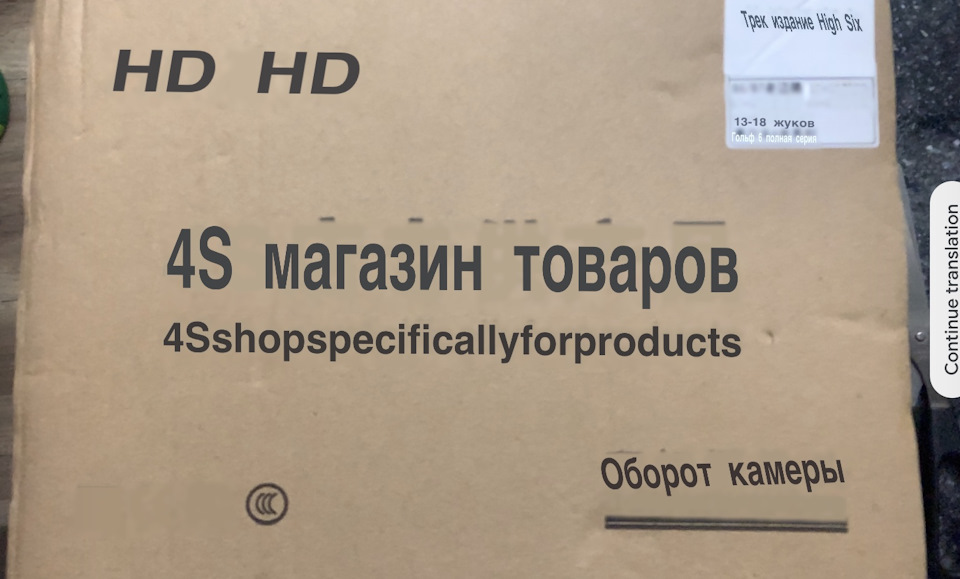 HD HD
Трек издание High Six
13-18 жуков
Гольф 6 полная серия
4S магазин товаров
4Sshopspecificallyforproducts
Оборот камеры
Continue translation